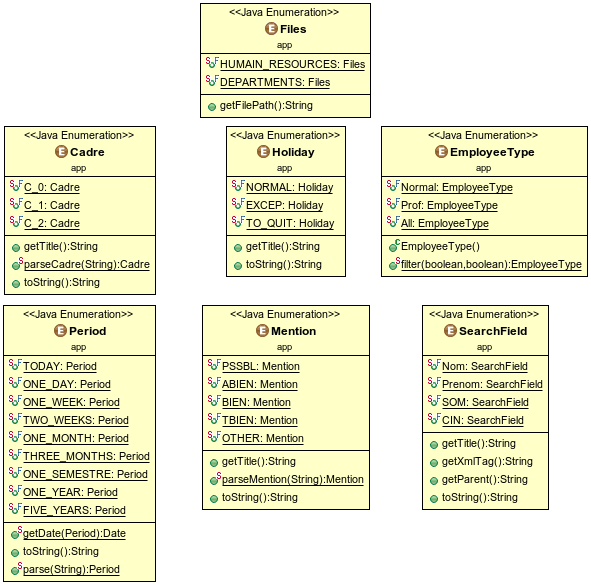 <<Java Enumeration>>
E Files
app
HUMAIN_RESOURCES: Files
DEPARTMENTS: Files
getFilePath():String
<<Java Enumeration>>
E Cadre
app
C_0: Cadre
C_1: Cadre
C_2: Cadre
getTitle():String
parseCadre(String):Cadre
toString():String
<<Java Enumeration>>
E Holiday
app
NORMAL: Holiday
EXCEP: Holiday
TO_QUIT: Holiday
getTitle():String
toString():String
<<Java Enumeration>>
E EmployeeType
app
Normal: EmployeeType
Prof: EmployeeType
All: EmployeeType
EmployeeType()
filter(boolean,boolean):EmployeeType
<<Java Enumeration>>
E Period
app
TODAY: Period
ONE_DAY: Period
ONE_WEEK: Period
TWO_WEEKS: Period
ONE_MONTH: Period
THREE_MONTHS: Period
ONE_SEMESTRE: Period
ONE_YEAR: Period
FIVE_YEARS: Period
getDate(Period):Date
toString():String
parse(String):Period
<<Java Enumeration>>
E Mention
app
PSSBL: Mention
ABIEN: Mention
BIEN: Mention
TBIEN: Mention
OTHER: Mention
getTitle():String
parseMention(String):Mention
toString():String
<<Java Enumeration>>
E SearchField
app
Nom: SearchField
Prenom: SearchField
SOM: SearchField
CIN: SearchField
getTitle():String
getXmlTag():String
getParent():String
toString():String